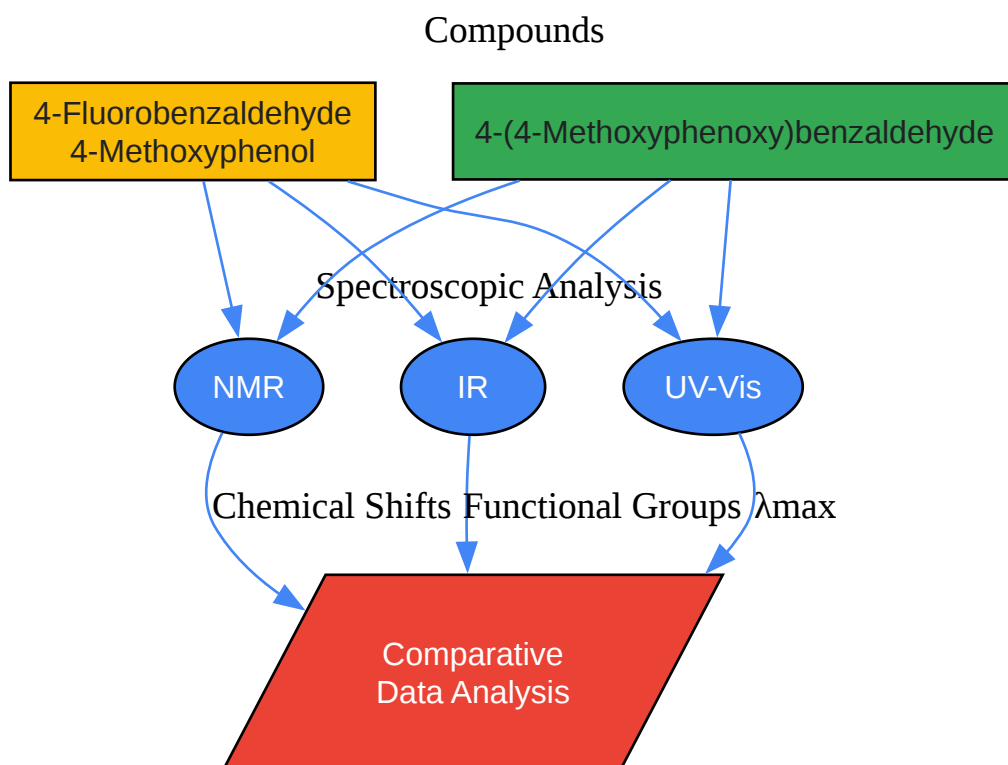 Compounds
4-Fluorobenzaldehyde
4-Methoxyphenol
4-(4-Methoxyphenoxy)benzaldehyde
Spectroscopic Analysis
NMR
IR
UV-Vis
Chemical Shifts
Functional Groups
λmax
Comparative
Data Analysis